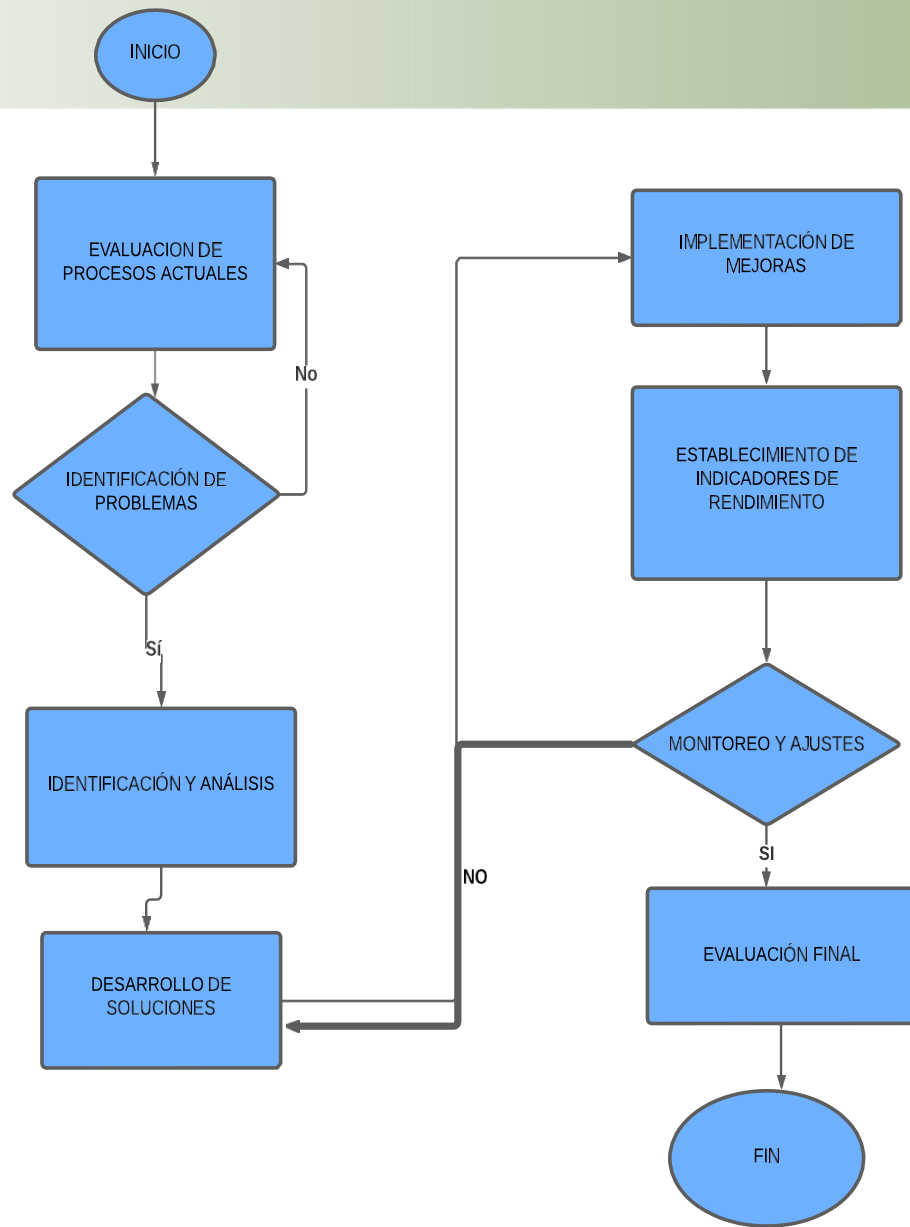 INICIO
EVALUACION DE
PROCESOS ACTUALES
No
IDENTIFICACIÓN DE
PROBLEMAS
Sí
IDENTIFICACIÓN Y ANÁLISIS
DESARROLLO DE
SOLUCIONES
IMPLEMENTACIÓN DE
MEJORAS
ESTABLECIMIENTO DE
INDICADORES DE
RENDIMIENTO
MONITOREO Y AJUSTES
NO
SI
EVALUACIÓN FINAL
FIN